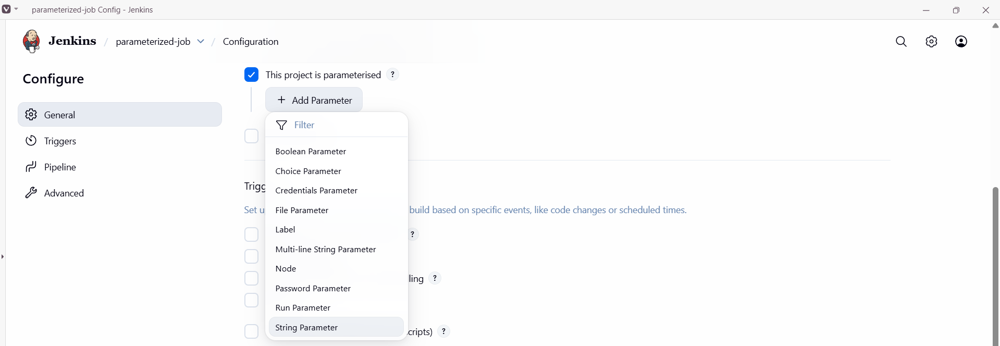 parameterized-job Config - Jenkins
Jenkins / parameterized-job / Configuration
Configure
General
Triggers
Pipeline
Advanced
This project is parameterised ?
+ Add Parameter
Filter
Boolean Parameter
Choice Parameter
Credentials Parameter
File Parameter
Label
Multi-line String Parameter
Node
Password Parameter
Run Parameter
String Parameter
Trigg
Set u build based on specific events, like code changes or scheduled times.
?
lling ?
cripts) ?